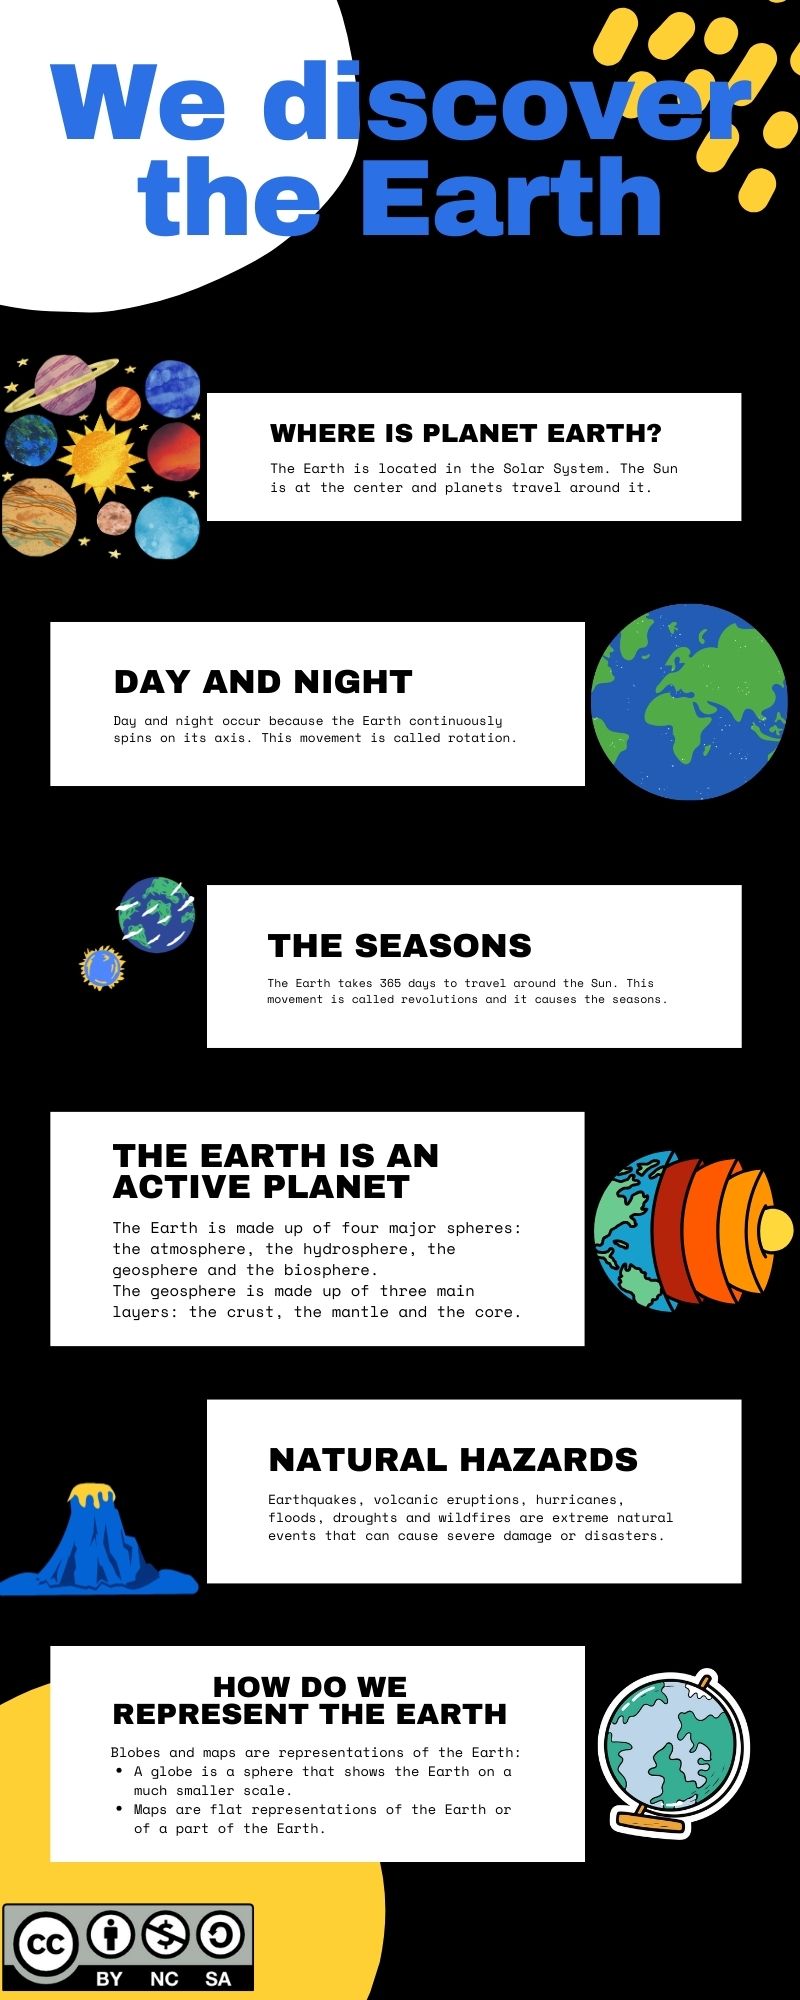 We discover
the Earth
WHERE IS PLANET EARTH?
The Earth is located in the Solar System. The Sun
is at the center and planets travel around it.
DAY AND NIGHT
Day and night occur because the Earth continuously
spins on its axis. This movement is called rotation.
THE SEASONS
The Earth takes 365 days to travel around the Sun. This
movement is called revolutions and it causes the seasons.
THE EARTH IS AN
ACTIVE PLANET
The Earth is made up of four major spheres:
the atmosphere, the hydrosphere, the
geosphere and the biosphere.
The geosphere is made up of three main
layers: the crust, the mantle and the core.
NATURAL HAZARDS
Earthquakes, volcanic eruptions, hurricanes,
floods, droughts and wildfires are extreme natural
events that can cause severe damage or disasters.
HOW DO WE
REPRESENT THE EARTH
Blobes and maps are representations of the Earth:
• A globe is a sphere that shows the Earth on a
much smaller scale.
• Maps are flat representations of the Earth or
of a part of the Earth.
CC
BY NC SA